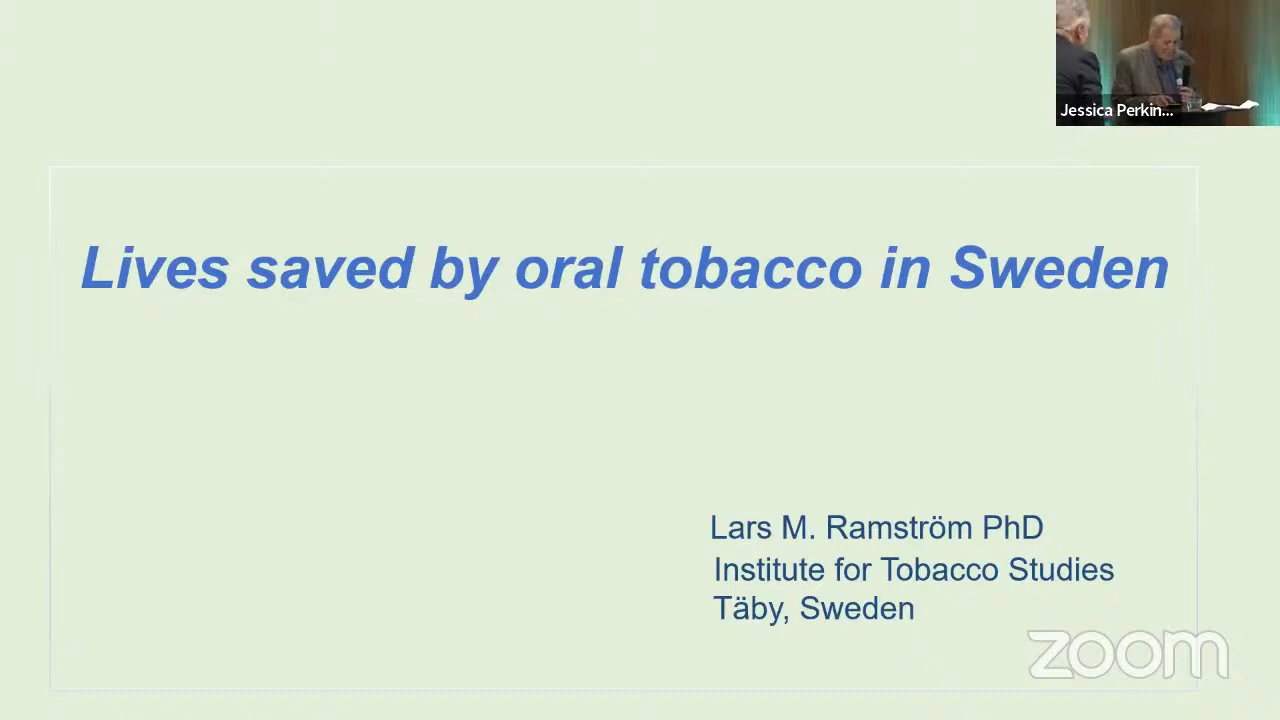 Jessica Perkin...
Lives saved by oral tobacco in Sweden
Lars M. Ramström PhD
Institute for Tobacco Studies
Täby, Sweden
zoom